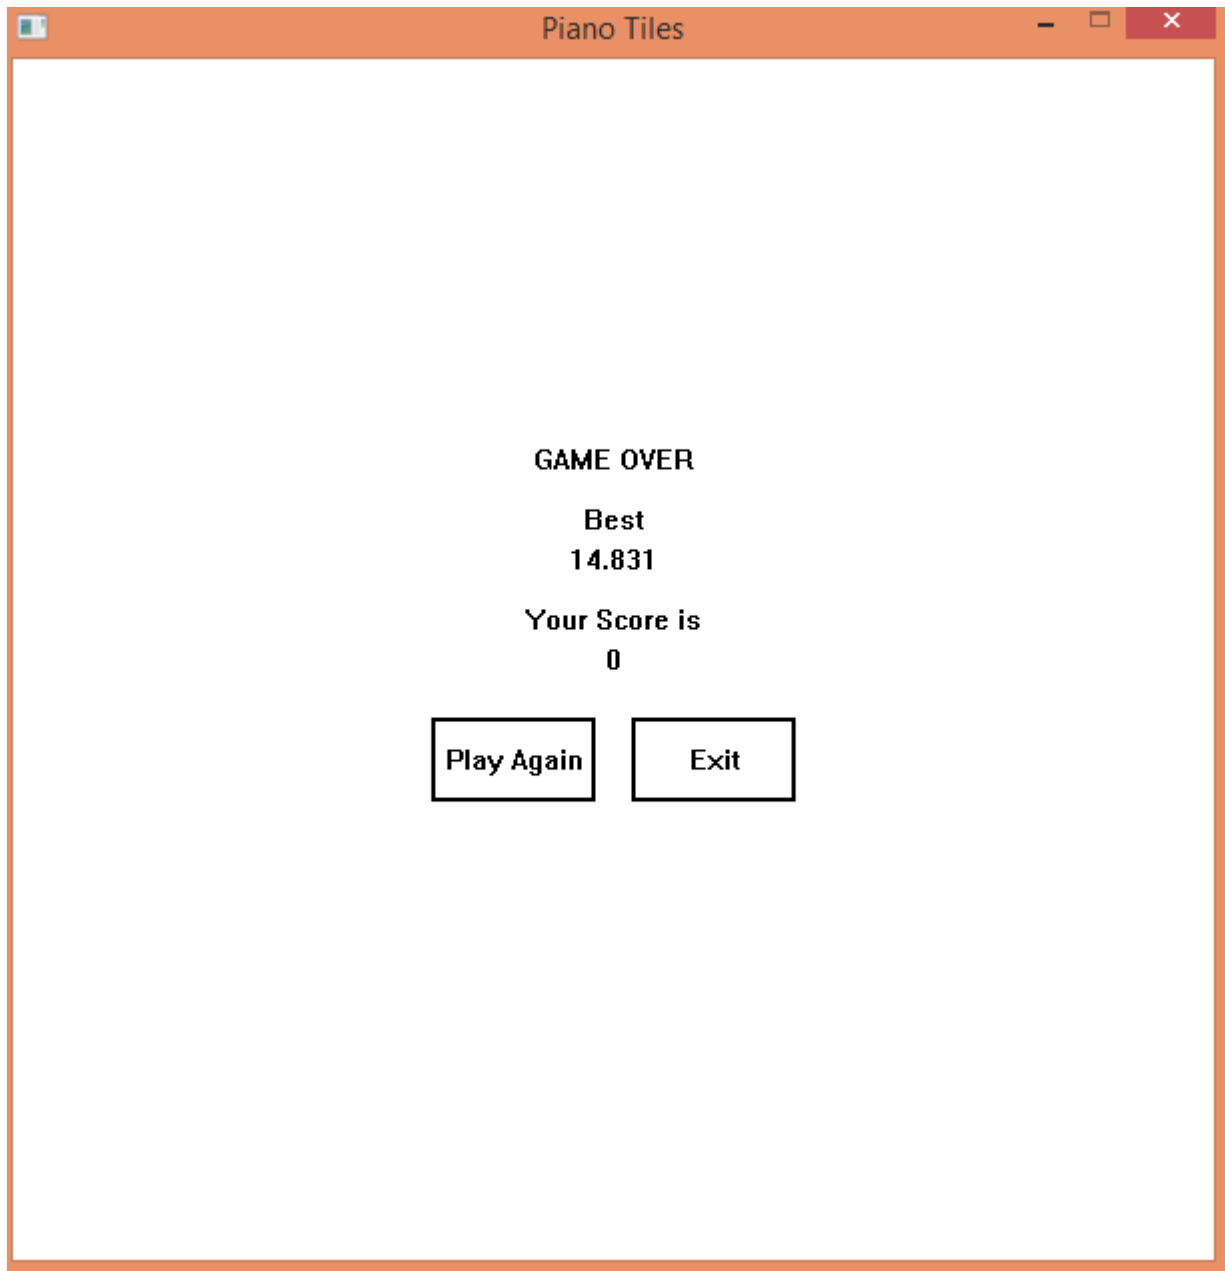 Piano Tiles
GAME OVER
Best
14.831
Your Score is
0
Play Again Exit